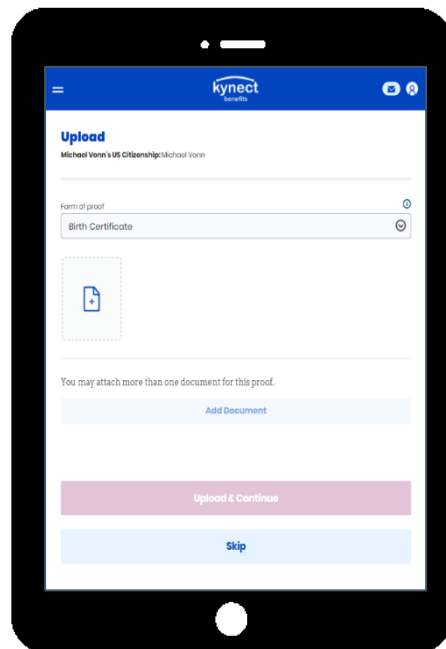 kynect
benefits
Upload
Michael Vonn's US Citizenship: Michael Vonn
Form of proof
Birth Certificate
You may attach more than one document for this proof.
Add Document
Upload & Continue
Skip